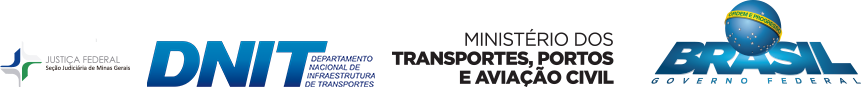 JUSTIÇA FEDERAL
Seção Judiciária de Minas Gerais
DNIT
DEPARTAMENTO
NACIONAL DE
INFRAESTRUTURA
DE TRANSPORTES
MINISTÉRIO DOS
TRANSPORTES, PORTOS
E AVIAÇÃO CIVIL
ORDEM E PROGRESSO
BRASIL
GOVERNO FEDERAL